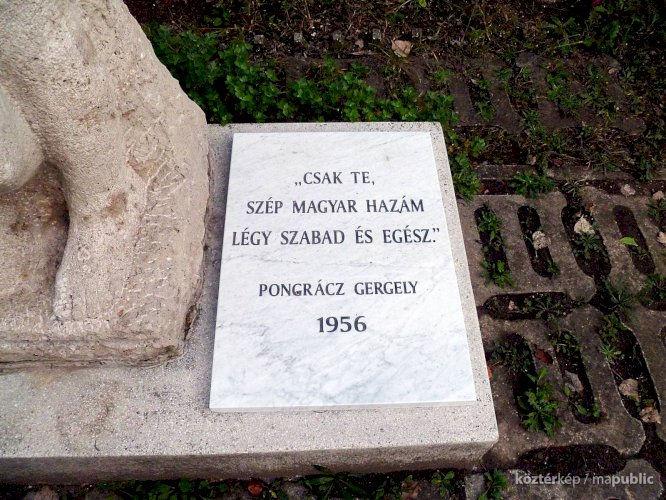 „CSAK TE,
SZÉP MAGYAR HAZÁM
LÉGY SZABAD ÉS EGÉSZ.”
PONGRÁCZ GERGELY
1956
köztérkép / mapublic